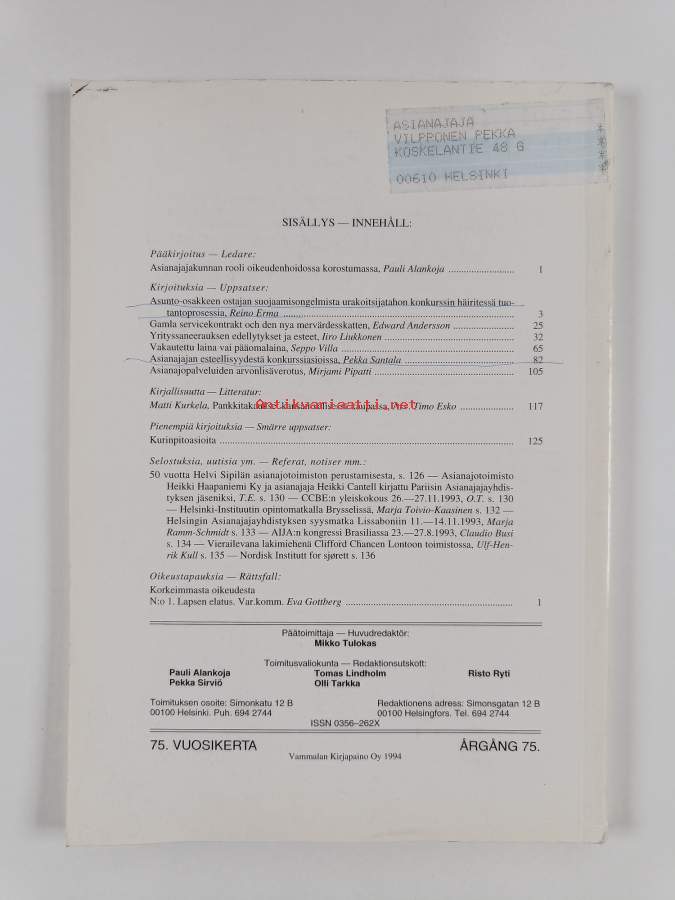 ASIANAJAJA
VILPPONEN PEKKA
KOSKELANTIE 48 G
00610 HELSINKI
****
SISÄLLYS — INNEHÅLL:
Pääkirjoitus — Ledare:
Asianajajakunnan rooli oikeudenhoidossa korostumassa, Pauli Alankoja ........................ 1
Kirjoituksia — Uppsatser:
Asunto-osakkeen ostajan suojaamisongelmista urakoitsijatahon konkurssin häiritessä tuo-
tantoprosessia, Reino Erma ........................ 3
Gamla servicekontrakt och den nya mervärdesskatten, Edward Andersson ........................ 25
Yrityssaneerauksen edellytykset ja esteet, Iiro Liukkonen ........................ 32
Vakautettu laina vai pääomalaina, Seppo Villa ........................ 65
Asianajajan esteellisyydestä konkurssiasioissa, Pekka Santala ........................ 82
Asianajopalveluiden arvonlisäverotus, Mirjami Pipatti ........................ 105
Kirjallisuutta — Litteratur:
Matti Kurkela, Pankkitakaus kansainvälisessä kaupassa, Timo Esko ........................ 117
antikvariaatti.net
Pienempiä kirjoituksia — Smärre uppsatser:
Kurinpitoasioita ........................ 125
Selostuksia, uutisia ym. — Referat, notiser mm.:
50 vuotta Helvi Sipilän asianajotoimiston perustamisesta, s. 126 — Asianajotoimisto
Heikki Haapaniemi Ky ja asianajaja Heikki Cantell kirjattu Pariisin Asianajajayhdis-
tyksen jäseniksi, T.E. s. 130 — CCBE:n yleiskokous 26.—27.11.1993, O.T. s. 130
— Helsinki-Instituutin opintomatkalla Brysselissä, Marja Toivio-Kaasinen s. 132 —
Helsingin Asianajajayhdistyksen syysmatka Lissaboniin 11.—14.11.1993, Marja
Ramm-Schmidt s. 133 — AIJA:n kongressi Brasiliassa 23.—27.8.1993, Claudio Busi
s. 134 — Vierailevana lakimiehenä Clifford Chancen Lontoon toimistossa, Ulf-Hen-
rik Kull s. 135 — Nordisk Institutt for sjørett s. 136
Oikeustapauksia — Rättsfall:
Korkeimmasta oikeudesta
N:o 1. Lapsen elatus. Var.komm. Eva Gottberg ........................ 1
Päätoimittaja — Huvudredaktör:
Mikko Tulokas
Toimitusvaliokunta — Redaktionsutskott:
Pauli Alankoja Tomas Lindholm Risto Ryti
Pekka Sirviö Olli Tarkka
Toimituksen osoite: Simonkatu 12 B Redaktionens adress: Simonsgatan 12 B
00100 Helsinki. Puh. 694 2744 00100 Helsingfors. Tel. 694 2744
ISSN 0356–262X
75. VUOSIKERTA ÅRGÅNG 75.
Vammalan Kirjapaino Oy 1994